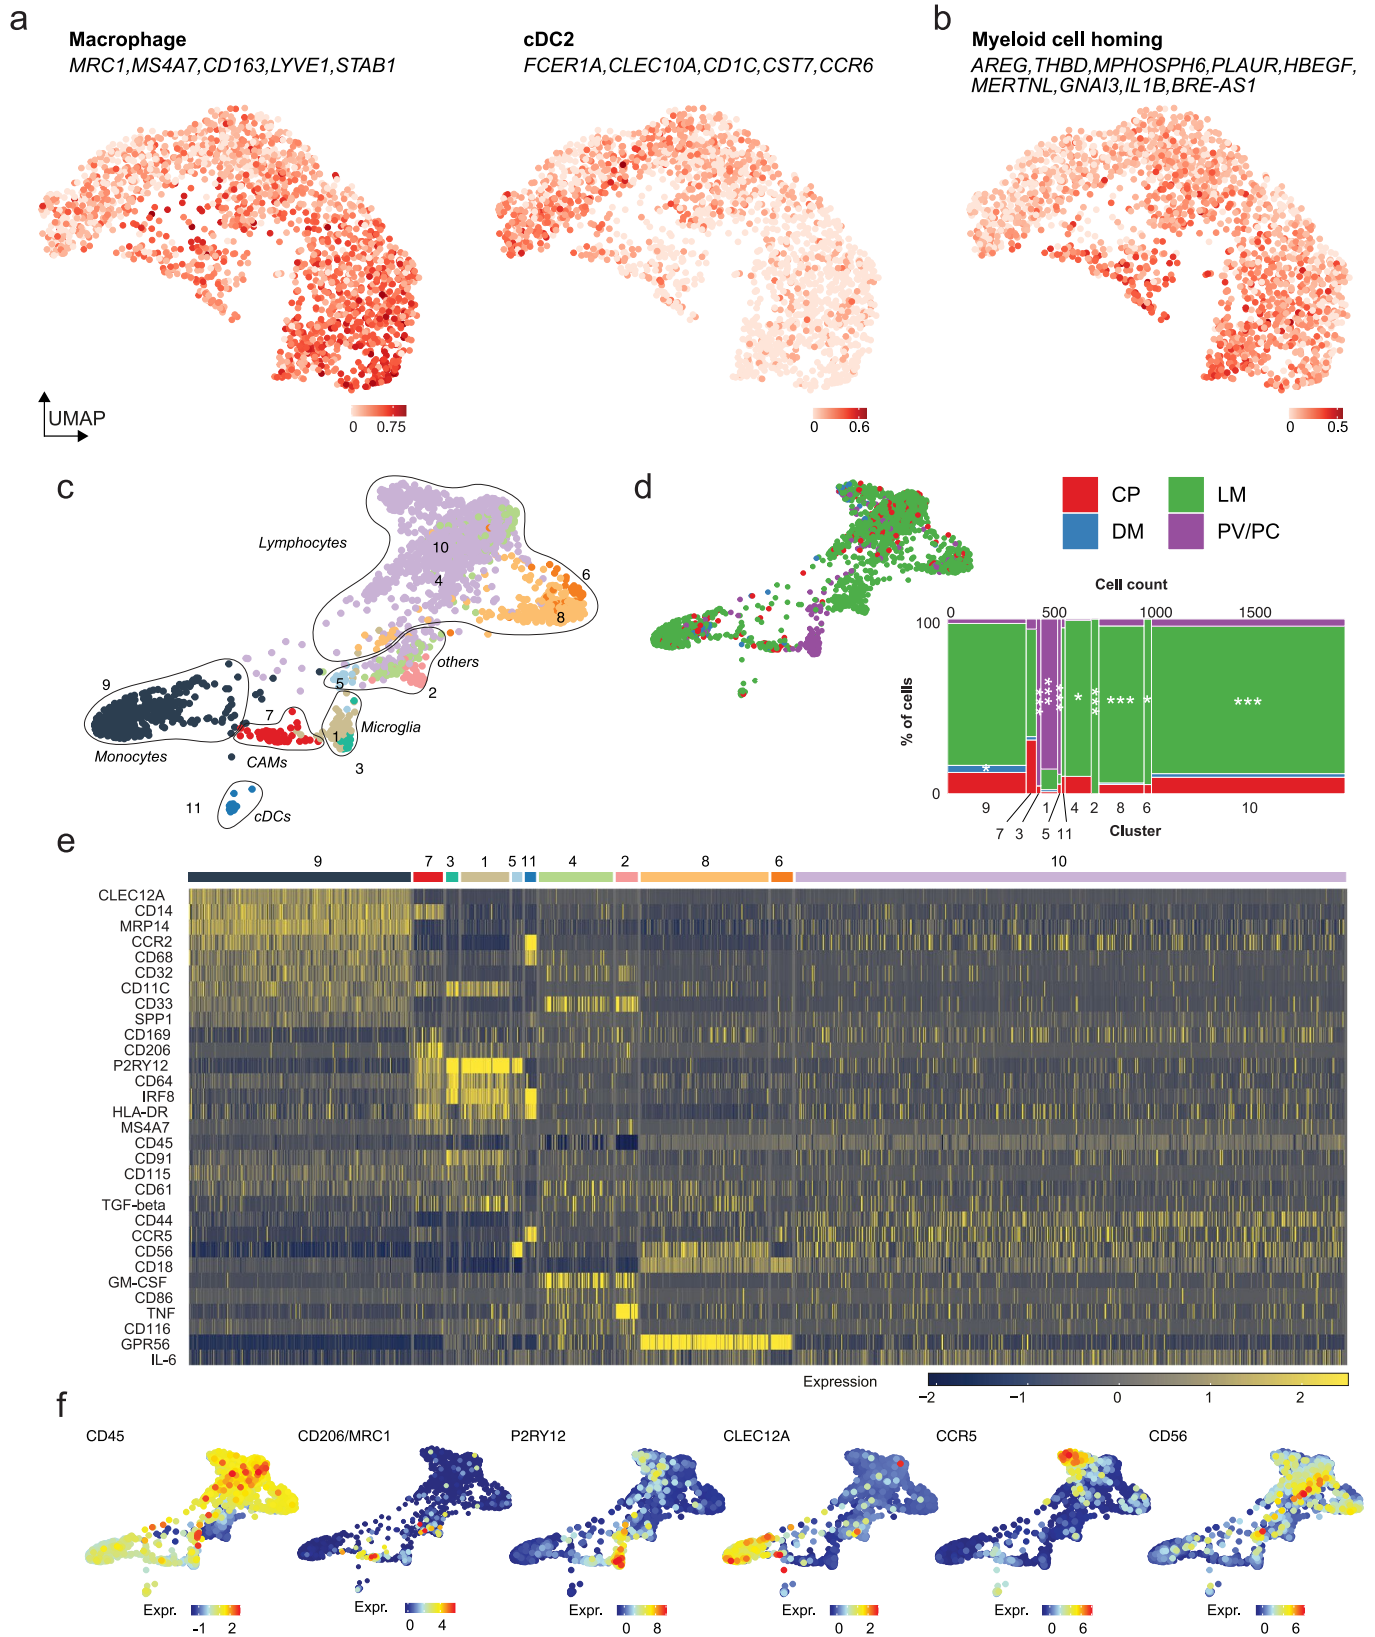 a
Macrophage
MRC1,MS4A7,CD163,LYVE1,STAB1
cDC2
FCER1A,CLEC10A,CD1C,CST7,CCR6
b
Myeloid cell homing
AREG,THBD,MPHOSPH6,PLAUR,HBEGF,
MERTNL,GNAI3,IL1B,BRE-AS1
UMAP
0 0.75
0 0.6
0 0.5
c
Lymphocytes
10
4
6
8
others
5
2
9
7
Microglia
1
Monocytes
CAMs
3
11
cDCs
d
CP
LM
DM
PV/PC
Cell count
0 500 1000 1500
100
% of cells
0
***
***
***
*
***
***
*
***
*
9 1 4 2 8 6 10
7 3 5 11
Cluster
e
9 7 3 1 5 11 4 2 8 6 10
CLEC12A
CD14
MRP14
CCR2
CD68
CD32
CD11C
CD33
SPP1
CD169
CD206
P2RY12
CD64
IRF8
HLA-DR
MS4A7
CD45
CD91
CD115
CD61
TGF-beta
CD44
CCR5
CD56
CD18
GM-CSF
CD86
TNF
CD116
GPR56
IL-6
Expression
−2 −1 0 1 2
f
CD45
CD206/MRC1
P2RY12
CLEC12A
CCR5
CD56
Expr.
-1 2
Expr.
0 4
Expr.
0 8
Expr.
0 2
Expr.
0 6
Expr.
0 6